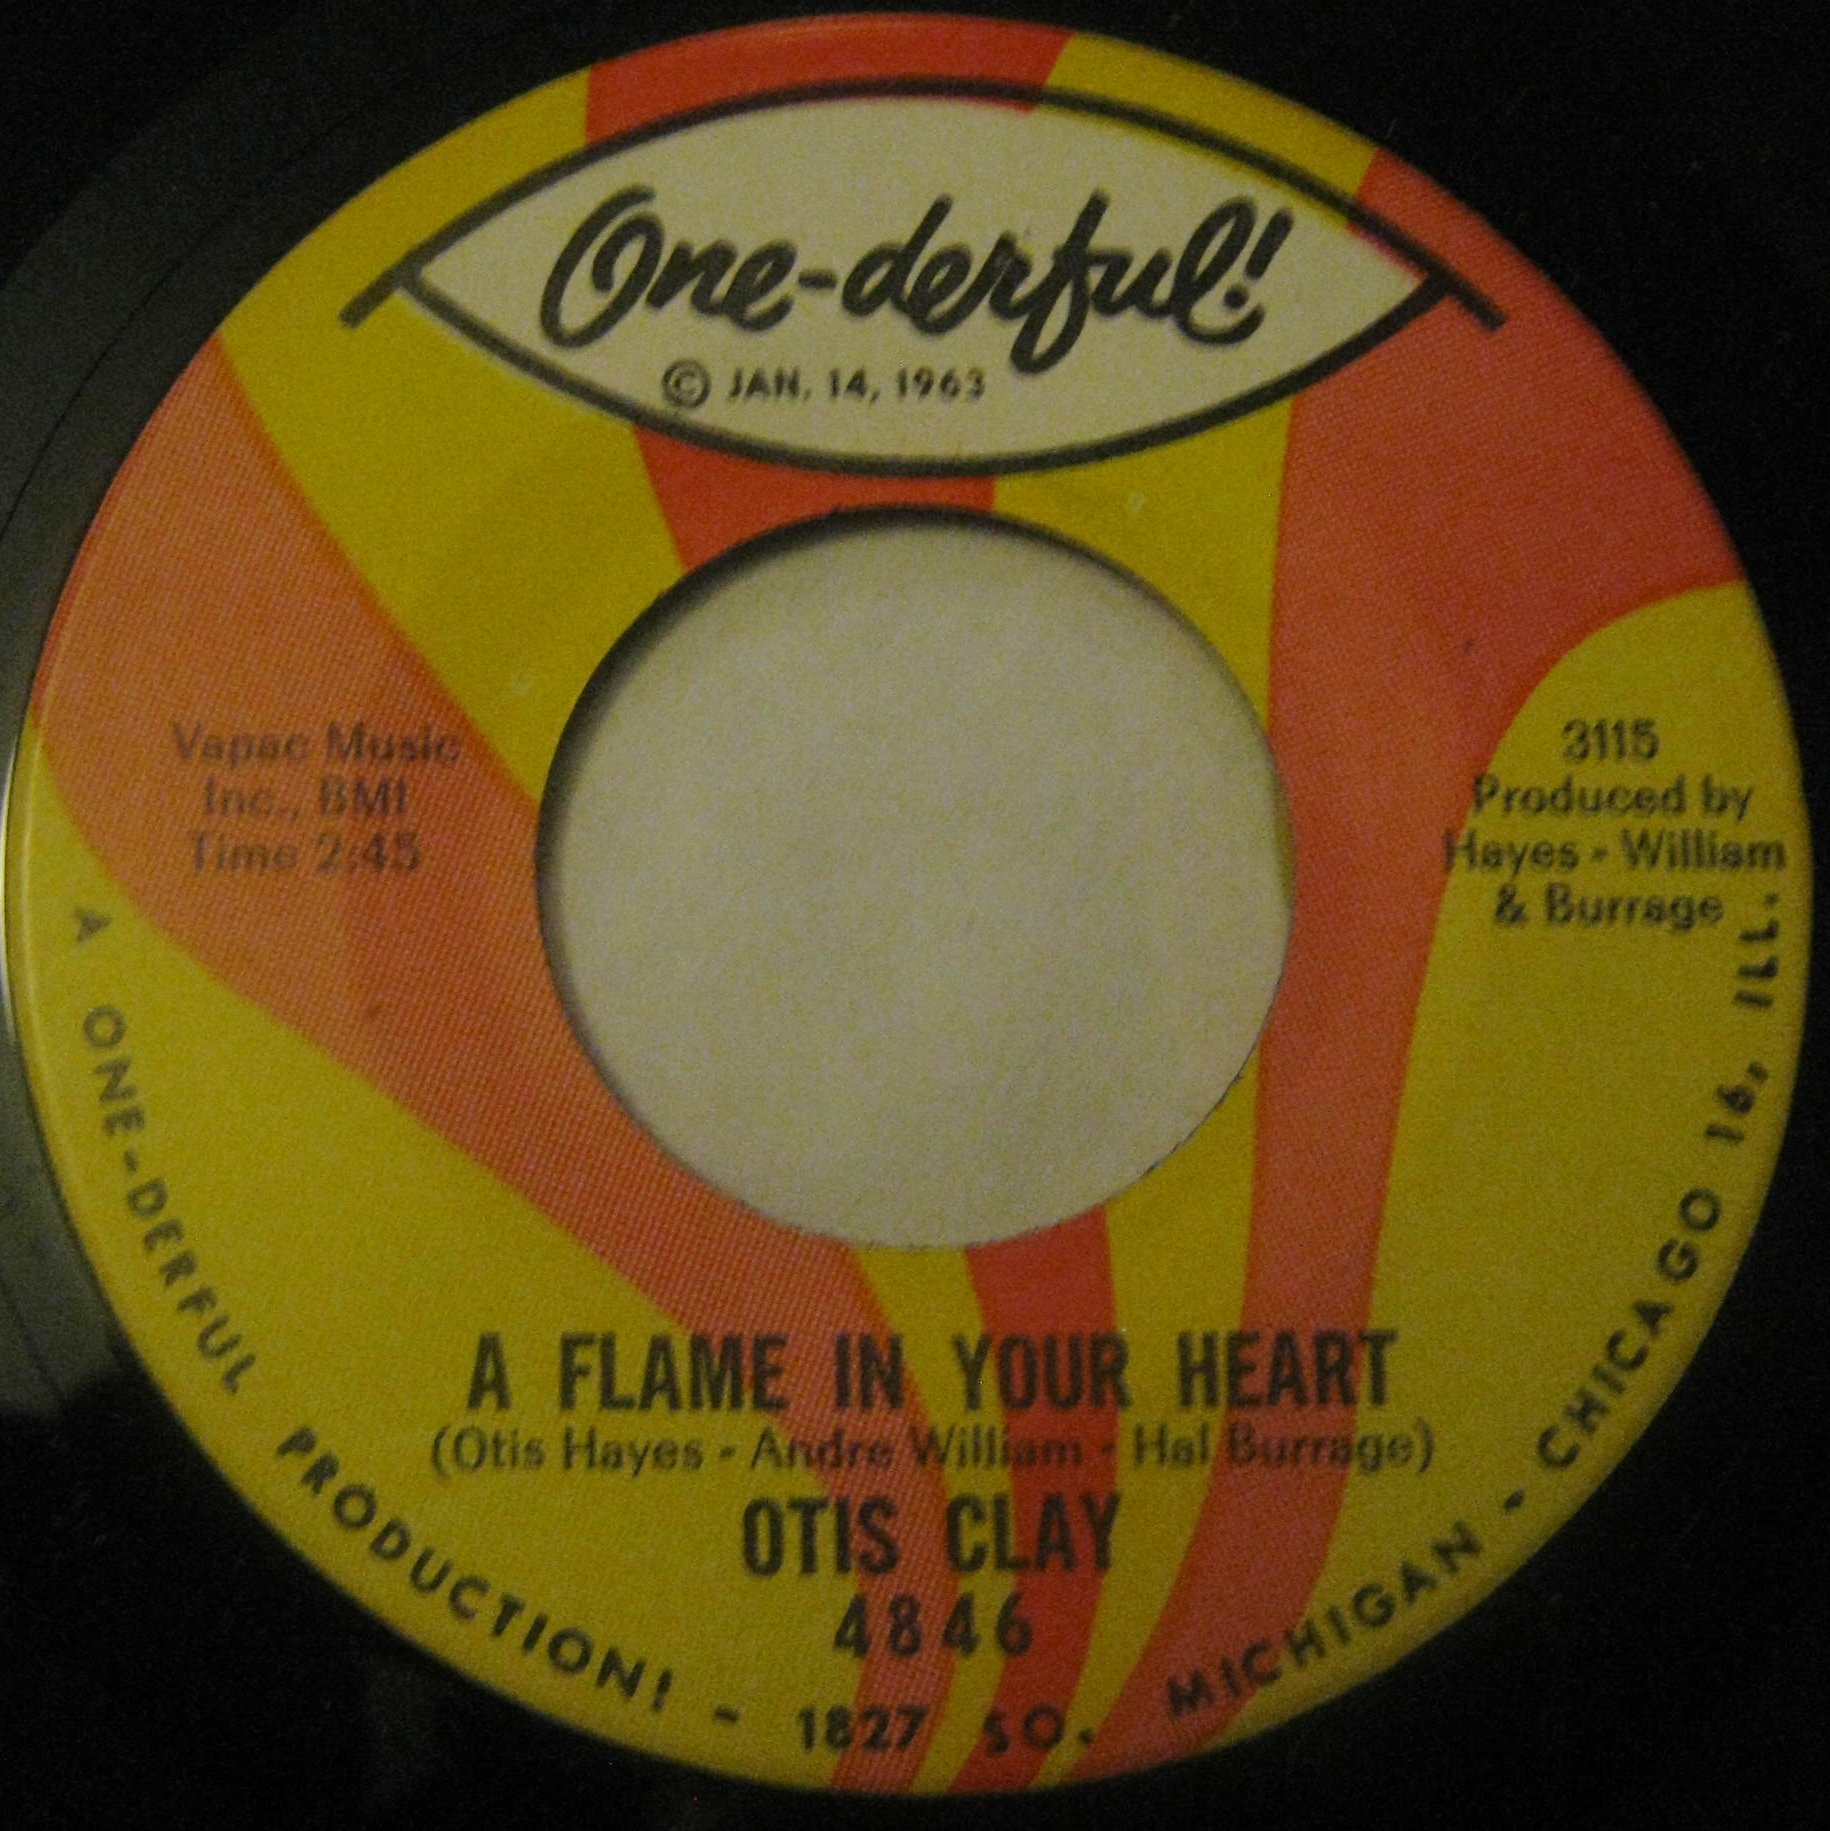 One-derful!
© JAN. 14, 1963
Vapac Music
Inc., BMI
Time 2:45
3115
Produced by
Hayes - William
& Burrage
A FLAME IN YOUR HEART
(Otis Hayes - Andre William - Hal Burrage)
OTIS CLAY
4846
A ONE-DERFUL PRODUCTION! - 1827 SO. MICHIGAN - CHICAGO 16, ILL.